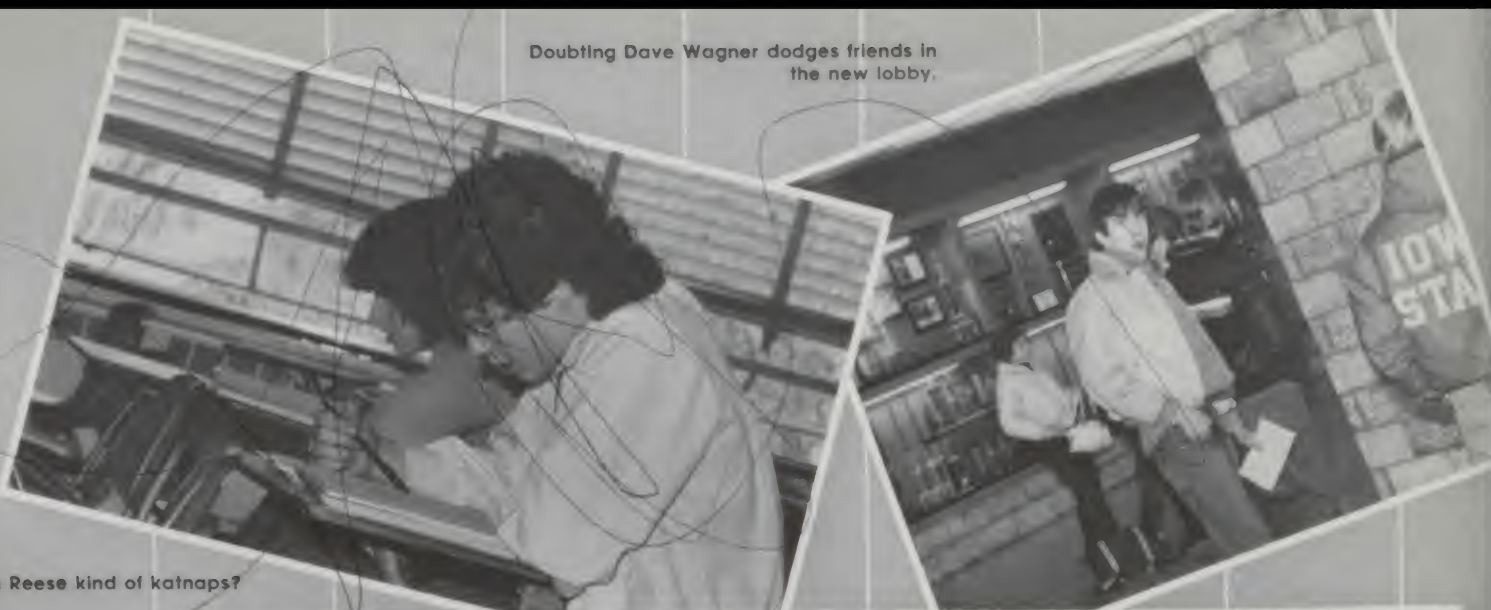 Doubting Dave Wagner dodges friends in
the new lobby.
IOW
STA
Reese kind of katnaps?